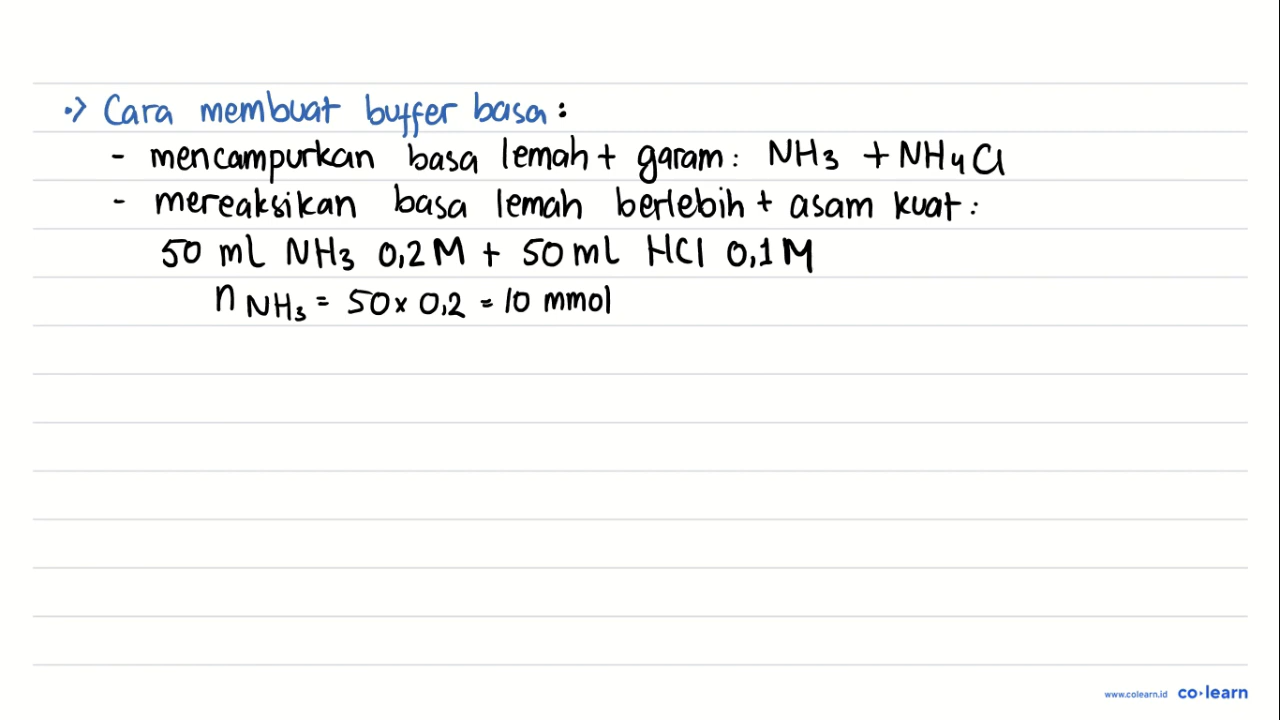 •> Cara membuat buffer basa :
- mencampurkan basa lemah + garam : NH₃ + NH₄Cl
- mereaksikan basa lemah berlebih + asam kuat :
50 ml NH₃ 0,2 M + 50 ml HCl 0,1 M
n NH₃ = 50 x 0,2 = 10 mmol
www.colearn.id co·learn